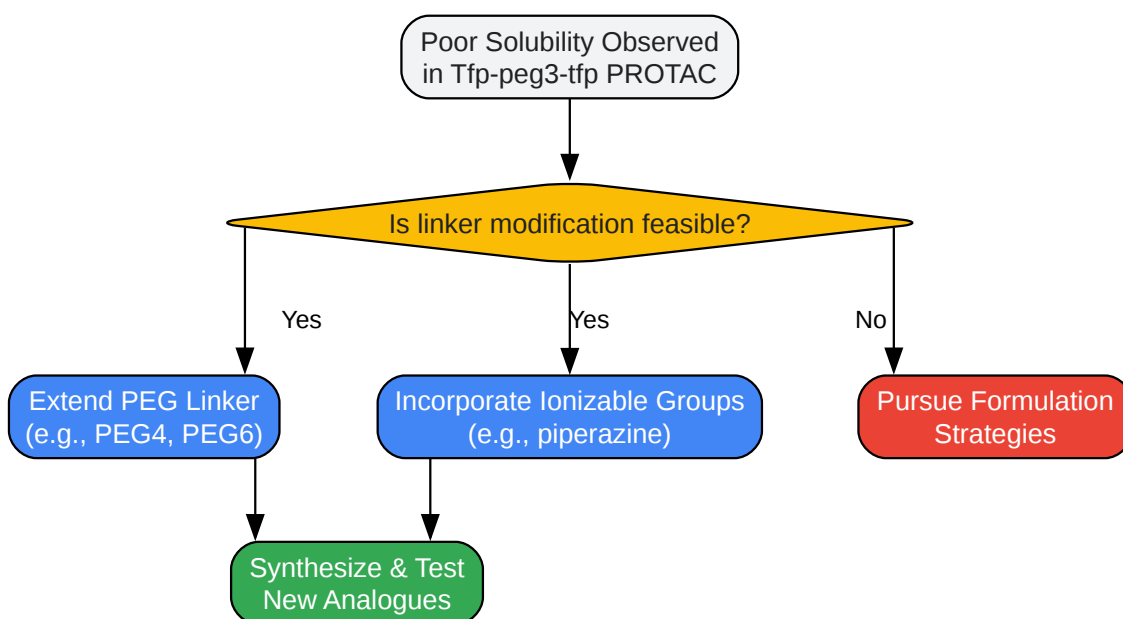 Poor Solubility Observed
in Tfp-peg3-tfp PROTAC
Is linker modification feasible?
Yes
Yes
No
Extend PEG Linker
(e.g., PEG4, PEG6)
Incorporate Ionizable Groups
(e.g., piperazine)
Pursue Formulation
Strategies
Synthesize & Test
New Analogues